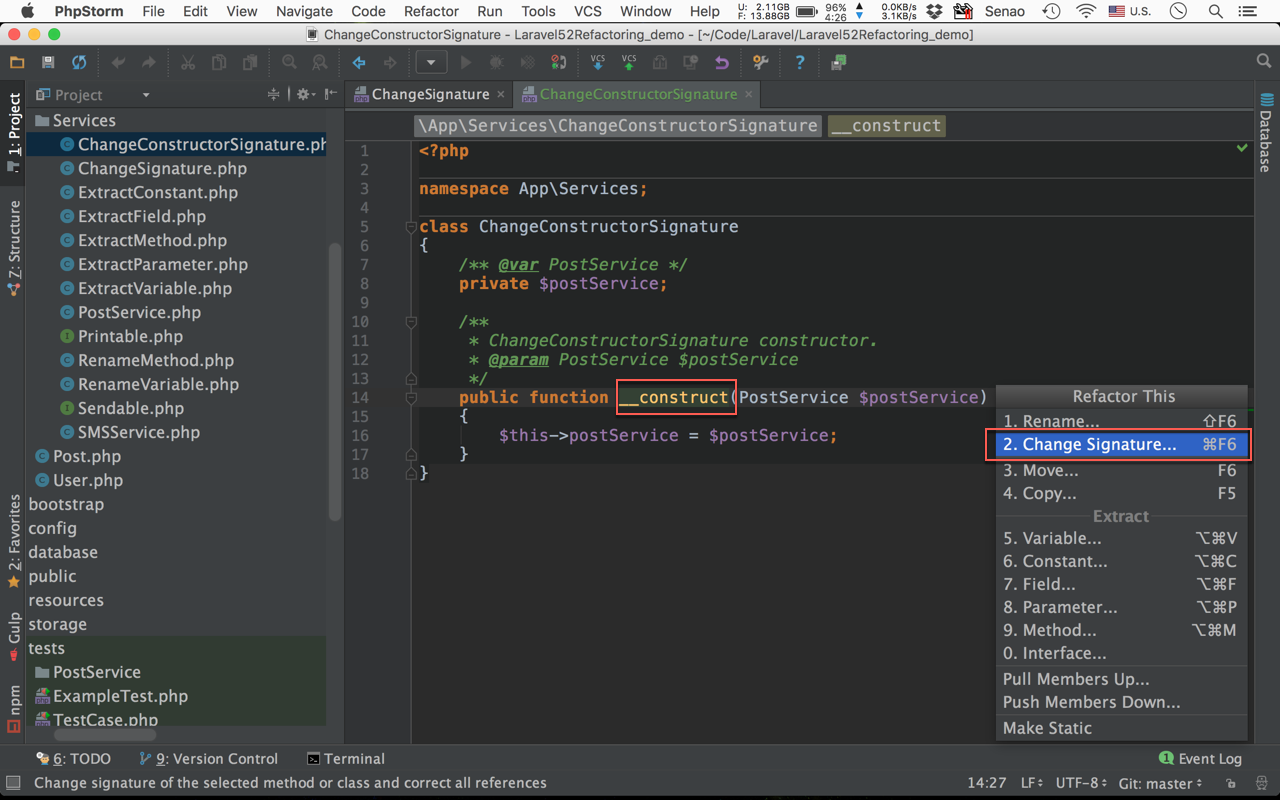 PhpStorm File Edit View Navigate Code Refactor Run Tools VCS Window Help U: 2.11GB F: 13.88GB 96% 4:26 0.0KB/s 3.1KB/s Senao U.S.
ChangeConstructorSignature - Laravel52Refactoring_demo - [~/Code/Laravel/Laravel52Refactoring_demo]
VCS VCS ?
Project
ChangeSignature ×
ChangeConstructorSignature ×
1: Project
7: Structure
2: Favorites
Gulp
npm
Database
Services
ChangeConstructorSignature.ph
ChangeSignature.php
ExtractConstant.php
ExtractField.php
ExtractMethod.php
ExtractParameter.php
ExtractVariable.php
PostService.php
Printable.php
RenameMethod.php
RenameVariable.php
Sendable.php
SMSService.php
Post.php
User.php
bootstrap
config
database
public
resources
storage
tests
PostService
ExampleTest.php
TestCase.php
\App\Services\ChangeConstructorSignature __construct
1 <?php
2
3 namespace App\Services;
4
5 class ChangeConstructorSignature
6 {
7 /** @var PostService */
8 private $postService;
9
10 /**
11 * ChangeConstructorSignature constructor.
12 * @param PostService $postService
13 */
14 public function __construct(PostService $postService)
15 {
16 $this->postService = $postService;
17 }
18 }
Refactor This
1. Rename... ⇧F6
2. Change Signature... ⌘F6
3. Move... F6
4. Copy... F5
Extract
5. Variable... ⌥⌘V
6. Constant... ⌥⌘C
7. Field... ⌥⌘F
8. Parameter... ⌥⌘P
9. Method... ⌥⌘M
0. Interface...
Pull Members Up...
Push Members Down...
Make Static
6: TODO 9: Version Control Terminal 1 Event Log
Change signature of the selected method or class and correct all references 14:27 LF UTF-8 Git: master